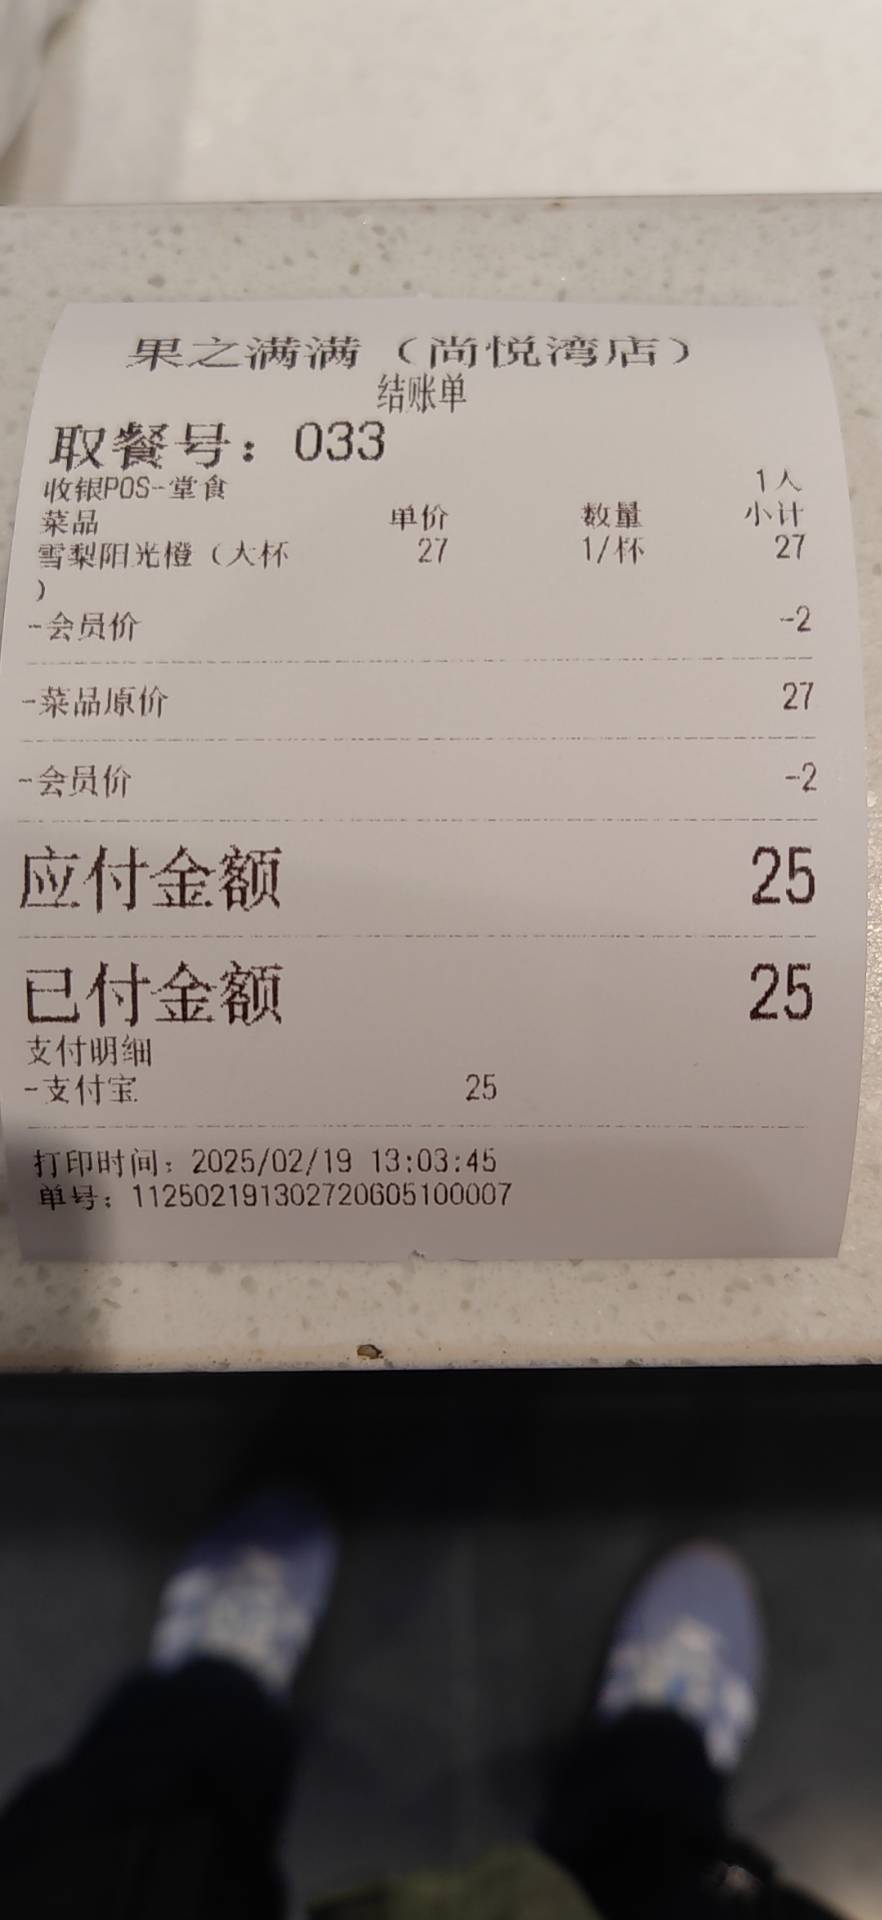 果之满满（尚悦湾店）
结账单
取餐号：033
收银POS-堂食 1人
菜品 单价 数量 小计
雪梨阳光橙（大杯 27 1/杯 27
）
-会员价 -2
-菜品原价 27
-会员价 -2
应付金额 25
已付金额 25
支付明细
-支付宝 25
打印时间：2025/02/19 13:03:45
单号：112502191302720605100007